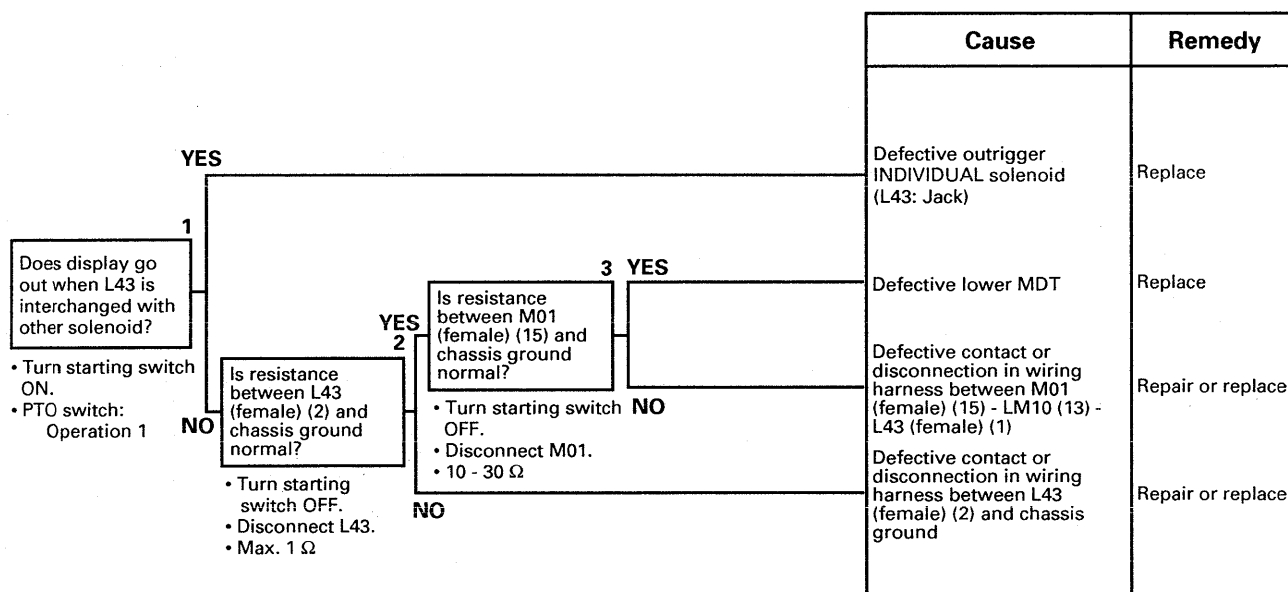 Cause
Remedy
YES
Defective outrigger
INDIVIDUAL solenoid
(L43: Jack)
Replace
1
Does display go
out when L43 is
interchanged with
other solenoid?
• Turn starting switch
ON.
• PTO switch:
Operation 1
3 YES
Is resistance
between M01
(female) (15) and
chassis ground
normal?
Defective lower MDT
Replace
YES
2
Is resistance
between L43
(female) (2) and
chassis ground
normal?
NO
• Turn starting switch
OFF.
• Disconnect M01.
• 10 - 30 Ω
NO
Defective contact or
disconnection in wiring
harness between M01
(female) (15) - LM10 (13) -
L43 (female) (1)
Repair or replace
• Turn starting
switch OFF.
• Disconnect L43.
• Max. 1 Ω
NO
Defective contact or
disconnection in wiring
harness between L43
(female) (2) and chassis
ground
Repair or replace